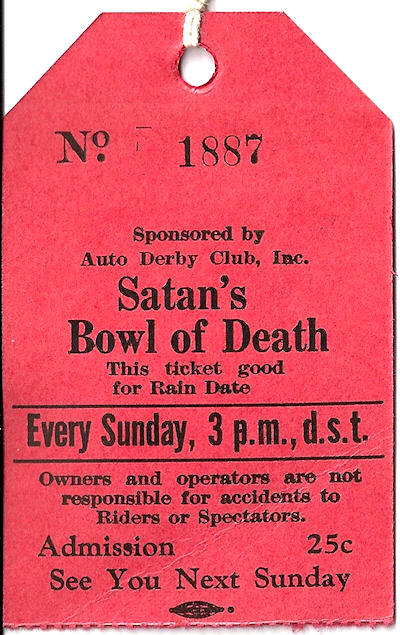 Nº. 1887
Sponsored by
Auto Derby Club, Inc.
Satan's
Bowl of Death
This ticket good
for Rain Date
Every Sunday, 3 p.m., d.s.t.
Owners and operators are not
responsible for accidents to
Riders or Spectators.
Admission 25c
See You Next Sunday